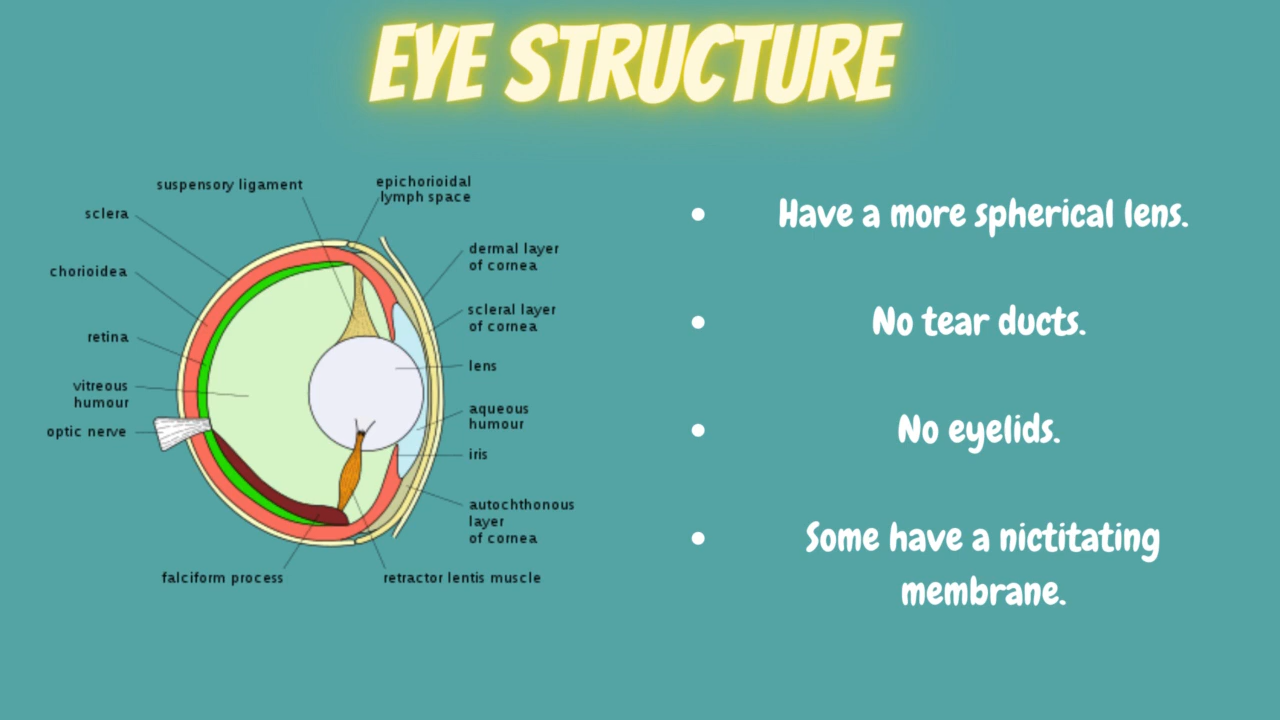 EYE STRUCTURE
suspensory ligament
epichorioidal
lymph space
sclera
chorioidea
retina
vitreous
humour
optic nerve
dermal layer
of cornea
scleral layer
of cornea
lens
aqueous
humour
iris
autochthonous
layer
of cornea
falciform process
retractor lentis muscle
• Have a more spherical lens.
• No tear ducts.
• No eyelids.
• Some have a nictitating
membrane.